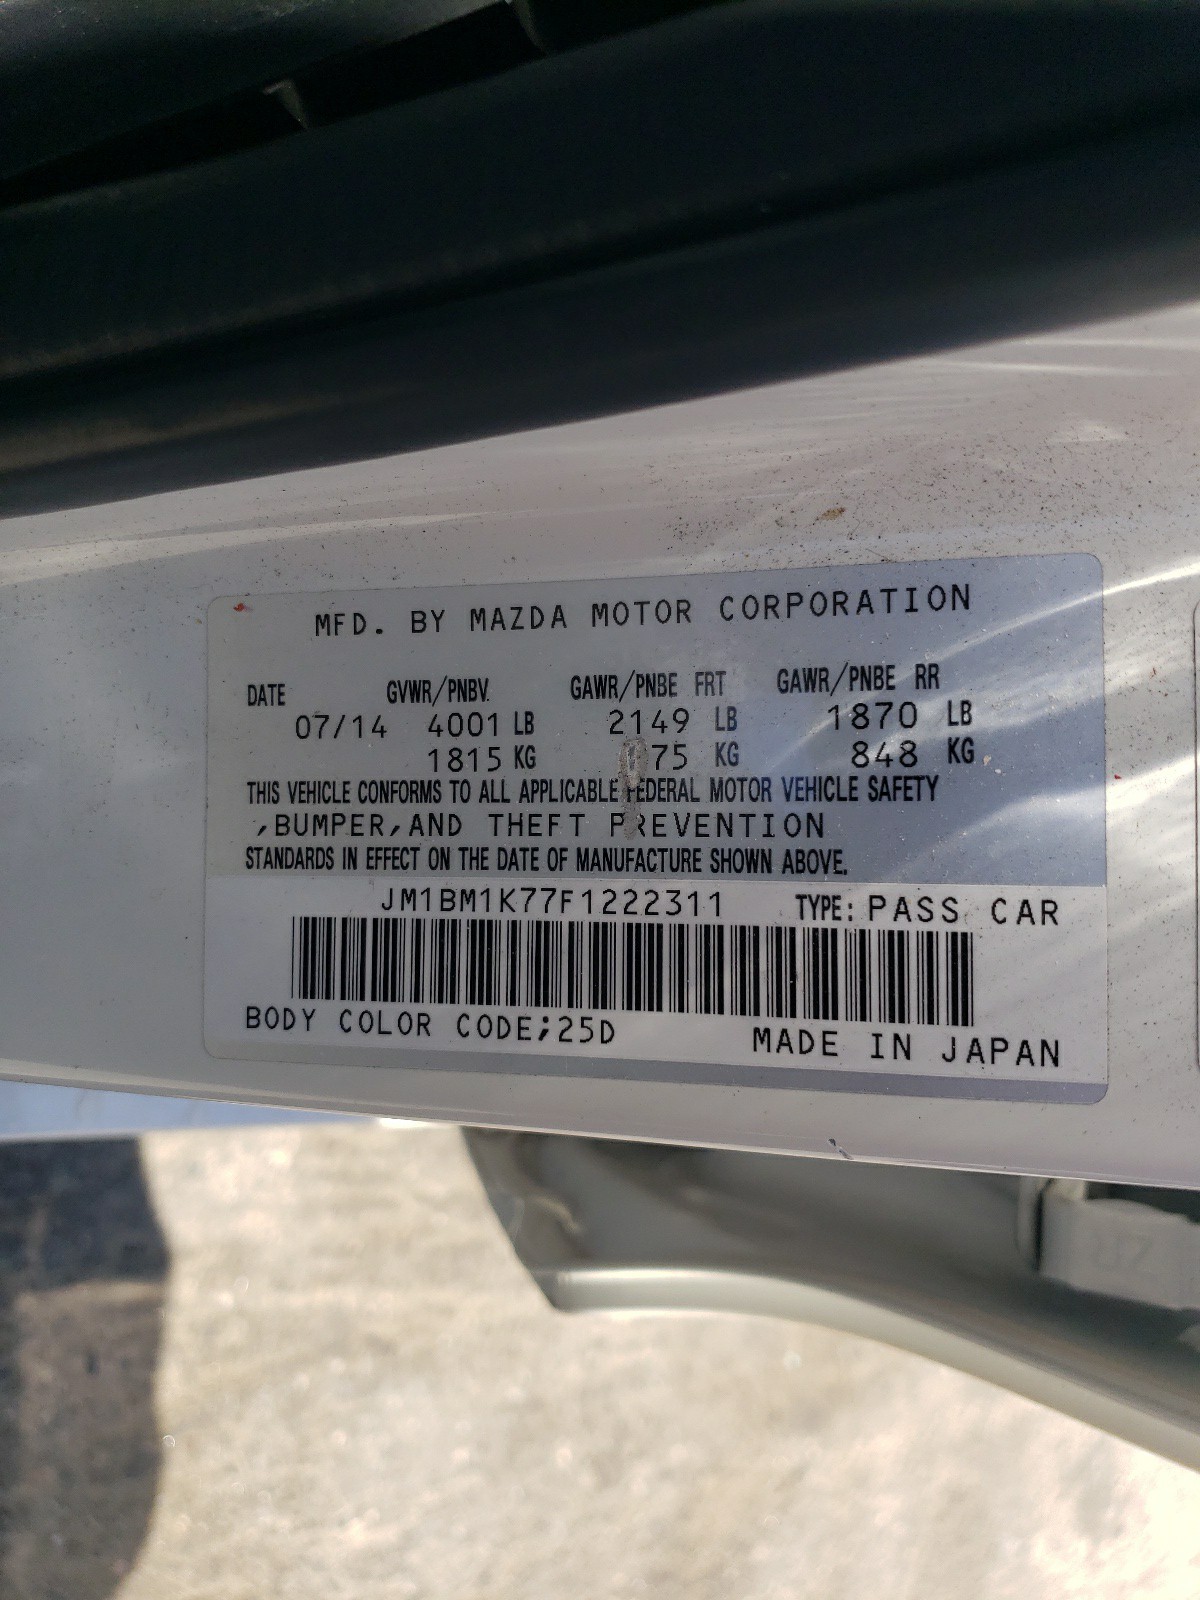 MFD. BY MAZDA MOTOR CORPORATION
DATE GVWR/PNBV GAWR/PNBE FRT GAWR/PNBE RR
07/14 4001 LB 2149 LB 1870 LB
1815 KG 75 KG 848 KG
THIS VEHICLE CONFORMS TO ALL APPLICABLE FEDERAL MOTOR VEHICLE SAFETY
,BUMPER,AND THEFT PREVENTION
STANDARDS IN EFFECT ON THE DATE OF MANUFACTURE SHOWN ABOVE.
JM1BM1K77F1222311 TYPE: PASS CAR
BODY COLOR CODE;25D MADE IN JAPAN